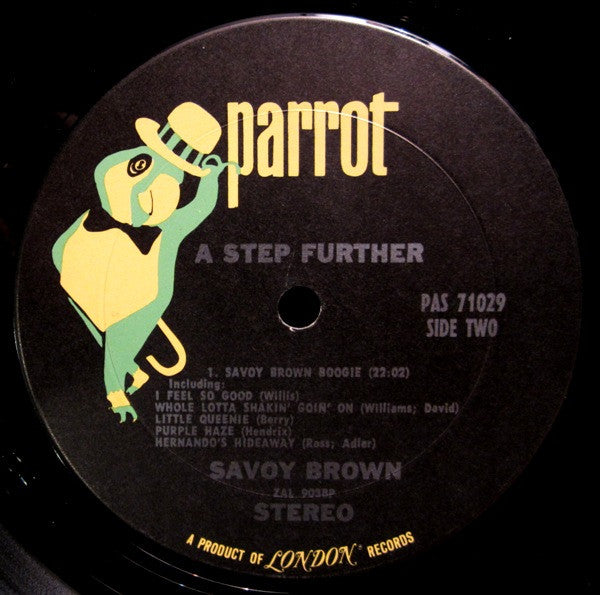 parrot
A STEP FURTHER
PAS 71029
SIDE TWO
1. SAVOY BROWN BOOGIE (22:02)
Including:
I FEEL SO GOOD (Willis)
WHOLE LOTTA SHAKIN' GOIN' ON (Williams; David)
LITTLE QUEENIE (Berry)
PURPLE HAZE (Hendrix)
HERNANDO'S HIDEAWAY (Ross; Adler)
SAVOY BROWN
ZAL 9038P
STEREO
A PRODUCT OF LONDON® RECORDS